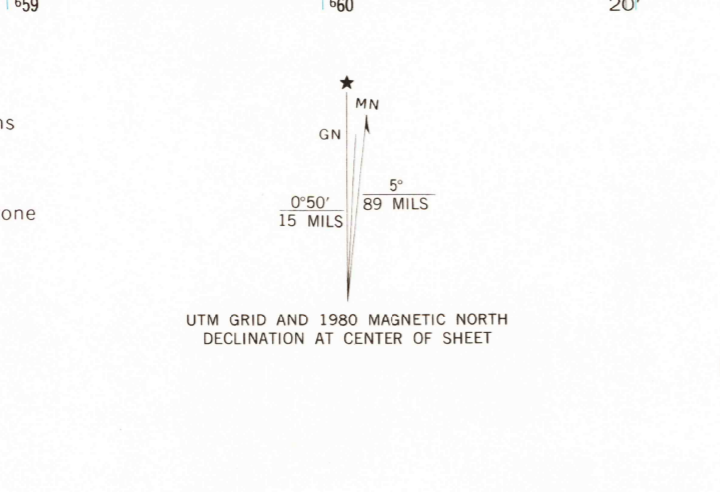 ⁶59 ⁶60 20′
★
MN
GN
ns
5°
89 MILS
0°50′
15 MILS
one
UTM GRID AND 1980 MAGNETIC NORTH
DECLINATION AT CENTER OF SHEET